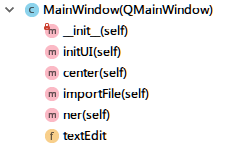 C MainWindow(QMainWindow)
m __init__(self)
m initUI(self)
m center(self)
m importFile(self)
m ner(self)
f textEdit